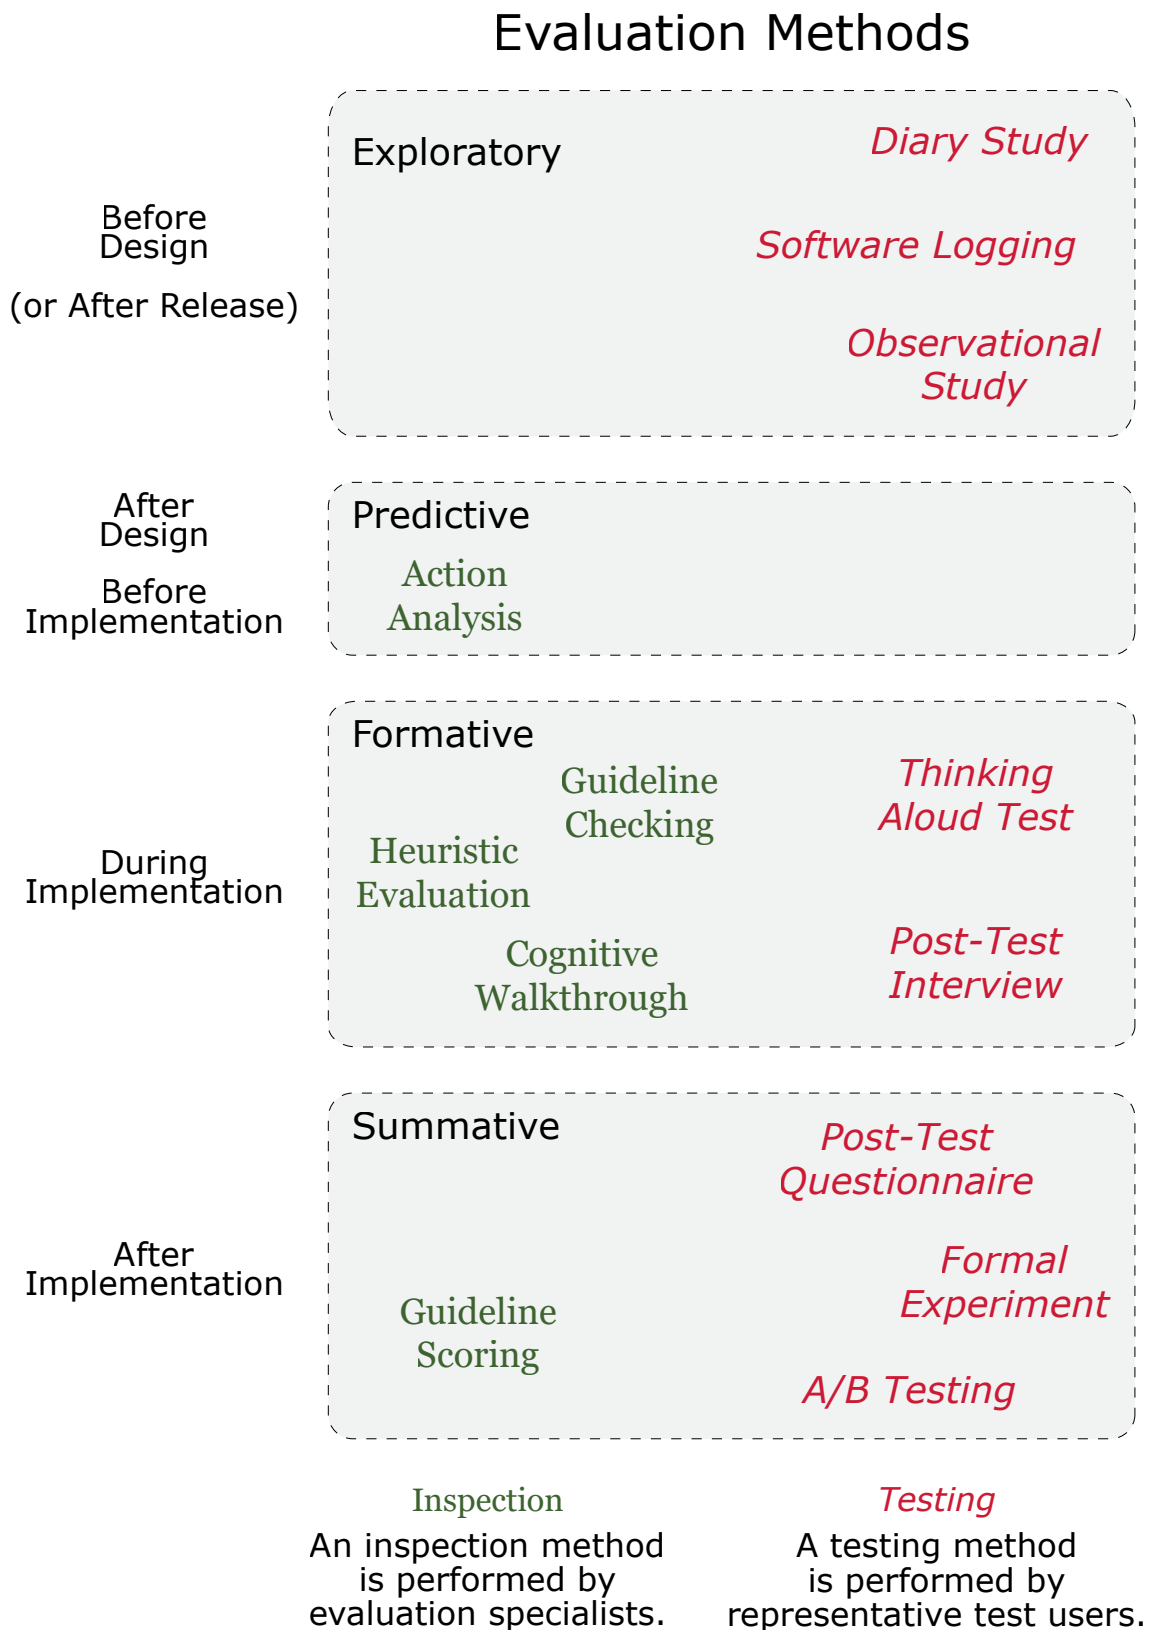 Evaluation Methods
Before
Design
(or After Release)
Exploratory
Diary Study
Software Logging
Observational
Study
After
Design
Before
Implementation
Predictive
Action
Analysis
During
Implementation
Formative
Guideline
Checking
Heuristic
Evaluation
Cognitive
Walkthrough
Thinking
Aloud Test
Post-Test
Interview
After
Implementation
Summative
Guideline
Scoring
Post-Test
Questionnaire
Formal
Experiment
A/B Testing
Inspection
An inspection method
is performed by
evaluation specialists.
Testing
A testing method
is performed by
representative test users.